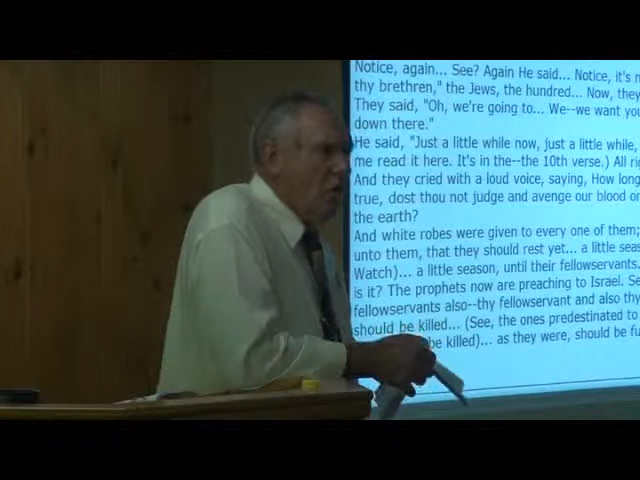 Notice, again... See? Again He said... Notice, it's
thy brethren," the Jews, the hundred... Now, they
They said, "Oh, we're going to... We--we want you
down there."
He said, "Just a little while now, just a little while,
me read it here. It's in the--the 10th verse.) All
And they cried with a loud voice, saying, How long
true, dost thou not judge and avenge our blood
the earth?
And white robes were given to every one of them;
unto them, that they should rest yet... a little
Watch)... a little season, until their fellowservants.
is it? The prophets now are preaching to Israel.
fellowservants also--thy fellowservant and also thy
should be killed... (See, the ones predestinated to
be killed)... as they were, should be